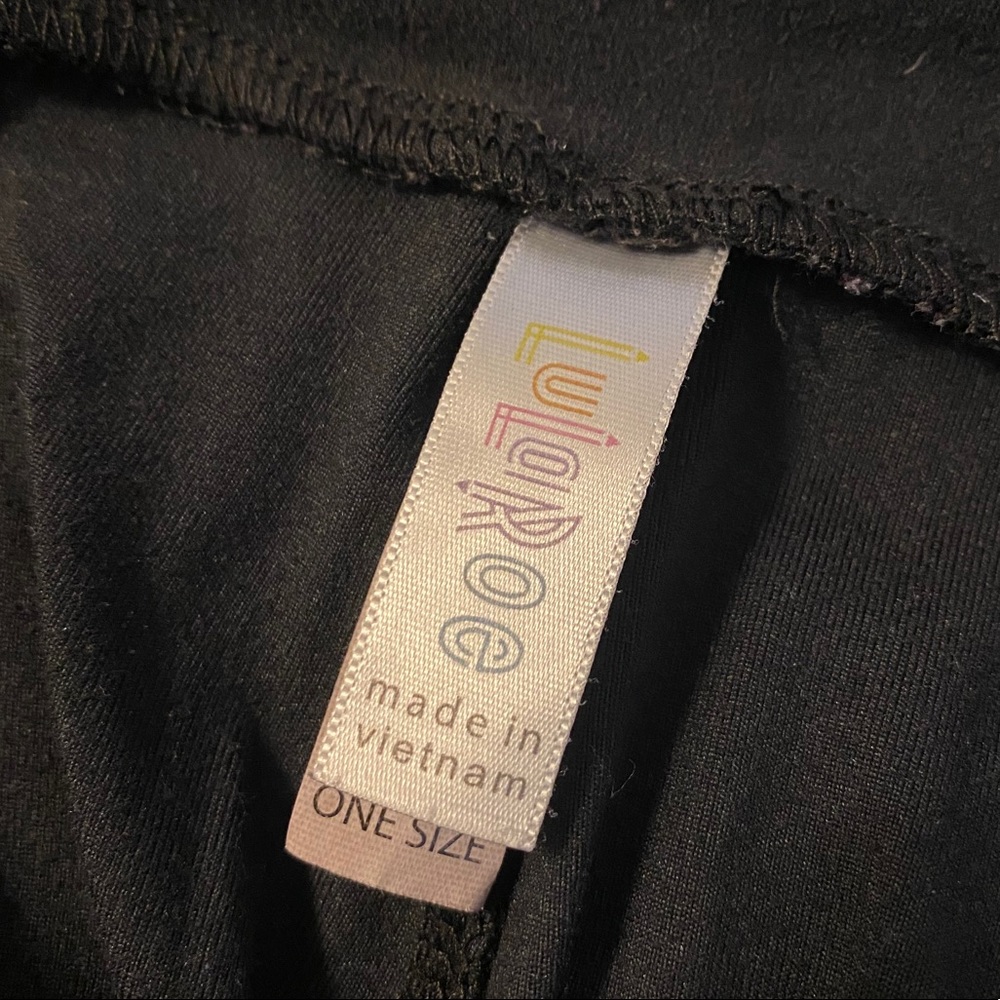 LuLaRoe
made in
vietnam
ONE SIZE